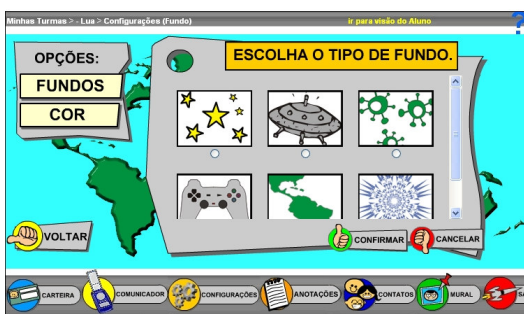 Minhas Turmas > - Lua > Configurações (Fundo)
ir para visão do Aluno
?
OPÇÕES:
FUNDOS
COR
ESCOLHA O TIPO DE FUNDO.
VOLTAR
CONFIRMAR
CANCELAR
CARTEIRA
COMUNICADOR
CONFIGURAÇÕES
ANOTAÇÕES
CONTATOS
MURAL